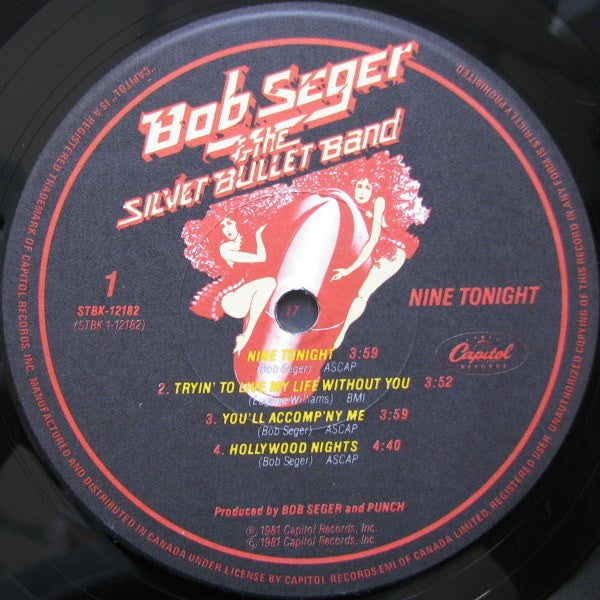 Bob Seger
& the
Silver Bullet Band
1
STBK-12182
(STBK 1-12182)
NINE TONIGHT
17
Capitol
RECORDS
NINE TONIGHT 3:59
(Bob Seger) ASCAP
2. TRYIN' TO LIVE MY LIFE WITHOUT YOU 3:52
(Eugene Williams) BMI
3. YOU'LL ACCOMP'NY ME 3:59
(Bob Seger) ASCAP
4. HOLLYWOOD NIGHTS 4:40
(Bob Seger) ASCAP
Produced by BOB SEGER and PUNCH
℗ 1981 Capitol Records, Inc.
© 1981 Capitol Records, Inc.
"CAPITOL" IS A REGISTERED TRADEMARK OF CAPITOL RECORDS, INC. MANUFACTURED AND DISTRIBUTED IN CANADA UNDER LICENSE BY CAPITOL RECORDS EMI OF CANADA LIMITED, REGISTERED USER. UNAUTHORIZED COPYING OF THIS RECORD IN ANY FORM IS STRICTLY PROHIBITED